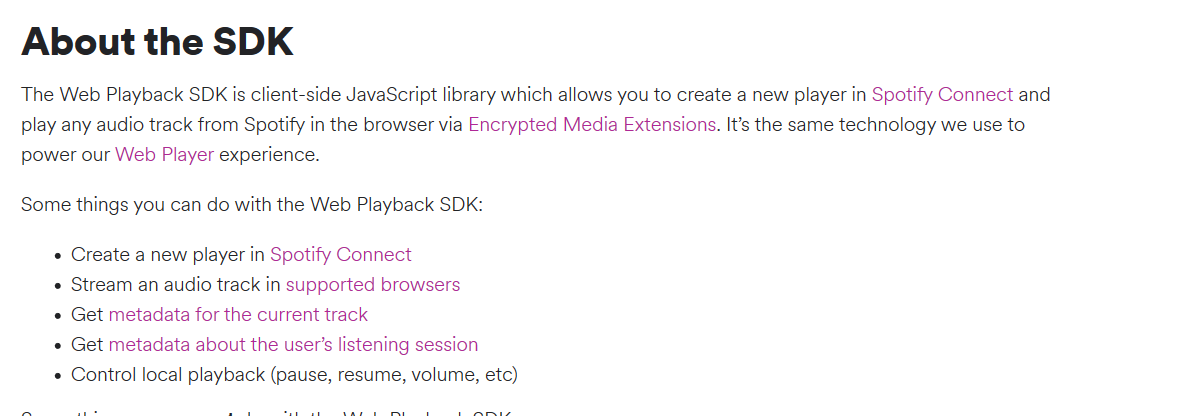 About the SDK
The Web Playback SDK is client-side JavaScript library which allows you to create a new player in Spotify Connect and
play any audio track from Spotify in the browser via Encrypted Media Extensions. It’s the same technology we use to
power our Web Player experience.
Some things you can do with the Web Playback SDK:
• Create a new player in Spotify Connect
• Stream an audio track in supported browsers
• Get metadata for the current track
• Get metadata about the user’s listening session
• Control local playback (pause, resume, volume, etc)